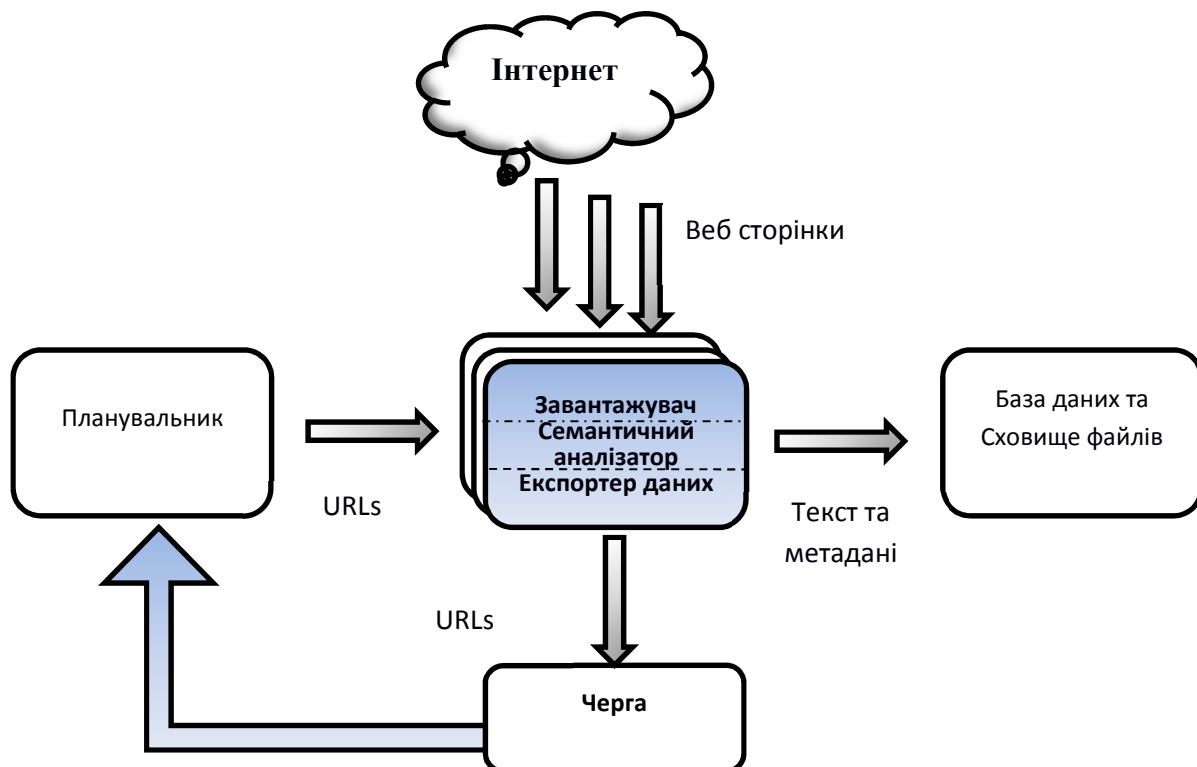 Інтернет
Веб сторінки
Планувальник
URLs
Завантажувач
Семантичний
аналізатор
Експортер даних
Текст та
метадані
База даних та
Сховище файлів
URLs
Черга